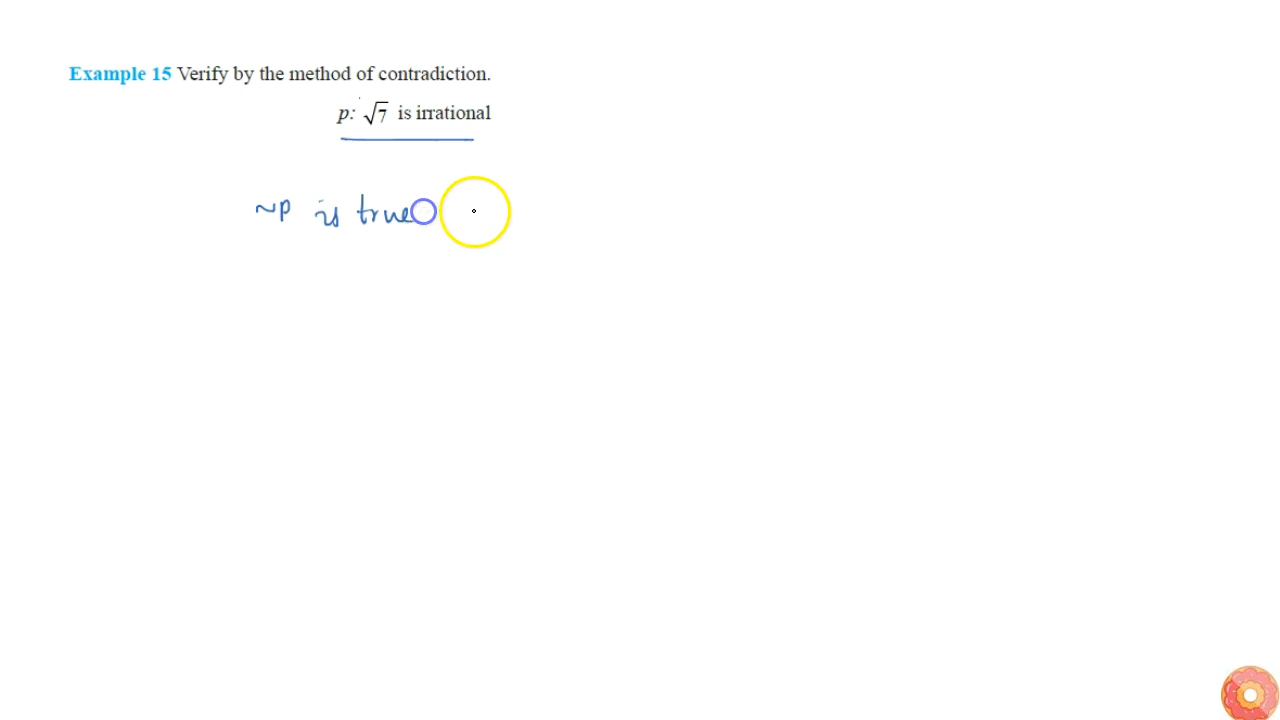 Example 15 Verify by the method of contradiction.
p: √7 is irrational
~p is true